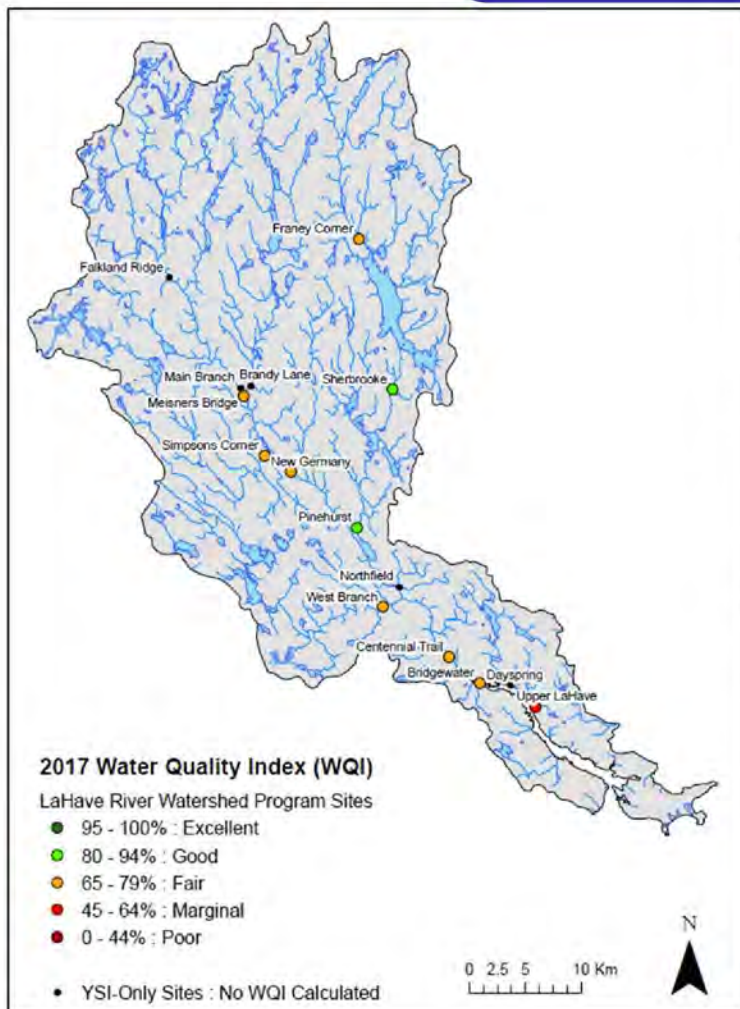 Franey Corner
Falkland Ridge
Main Branch
Brandy Lane
Sherbrooke
Meisners Bridge
Simpsons Corner
New Germany
Pinehurst
Northfield
West Branch
Centennial Trail
Bridgewater
Dayspring
Upper LaHave
2017 Water Quality Index (WQI)
LaHave River Watershed Program Sites
95 - 100% : Excellent
80 - 94% : Good
65 - 79% : Fair
45 - 64% : Marginal
0 - 44% : Poor
YSI-Only Sites : No WQI Calculated
N
0 2.5 5 10 Km